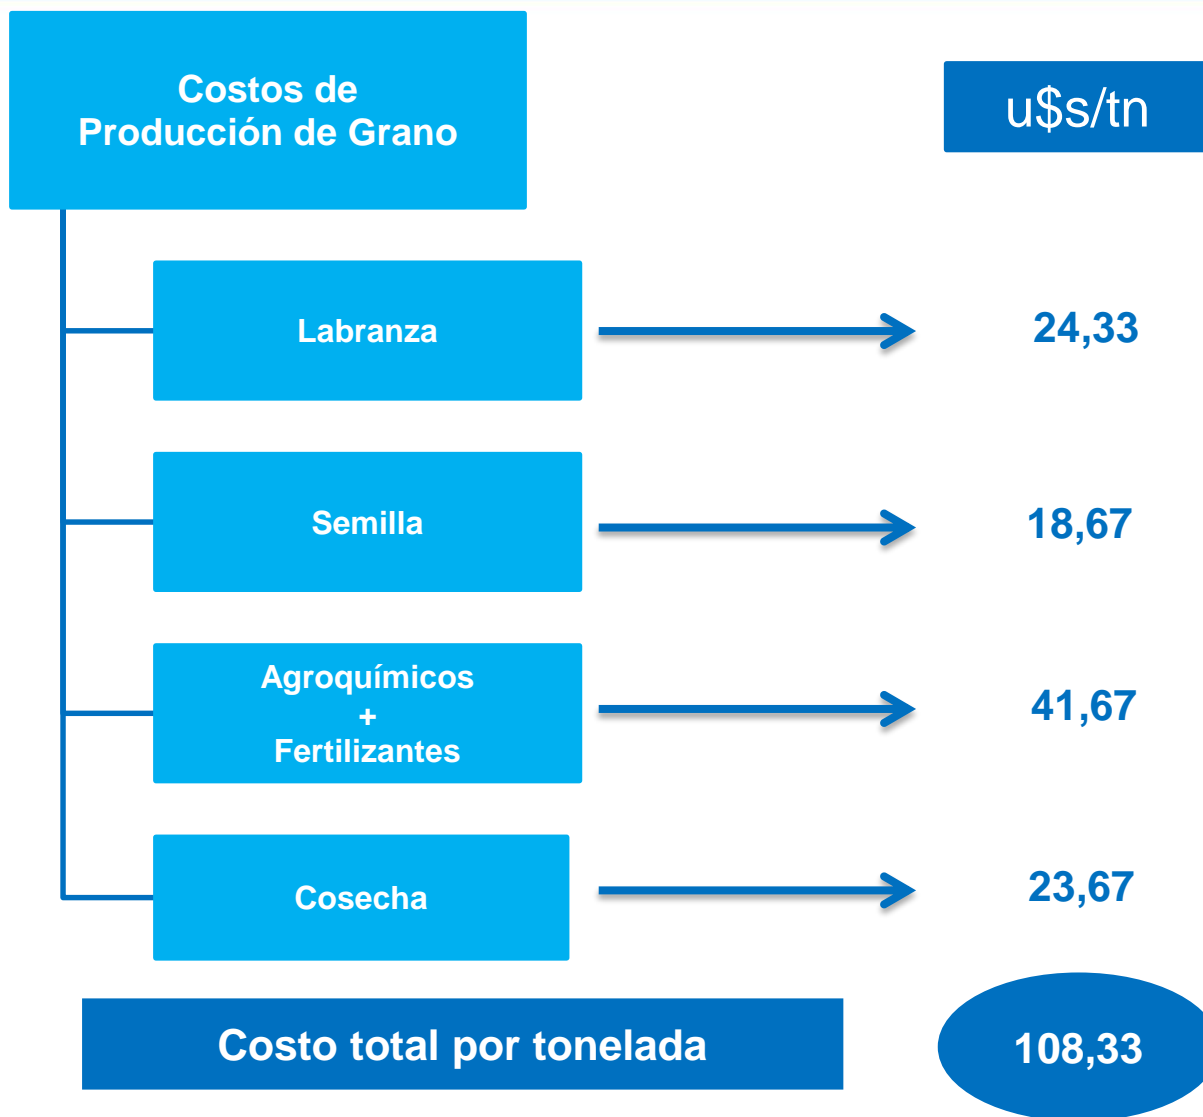 Costos de
Producción de Grano
u$s/tn
Labranza
24,33
Semilla
18,67
Agroquímicos
+
Fertilizantes
41,67
Cosecha
23,67
Costo total por tonelada
108,33